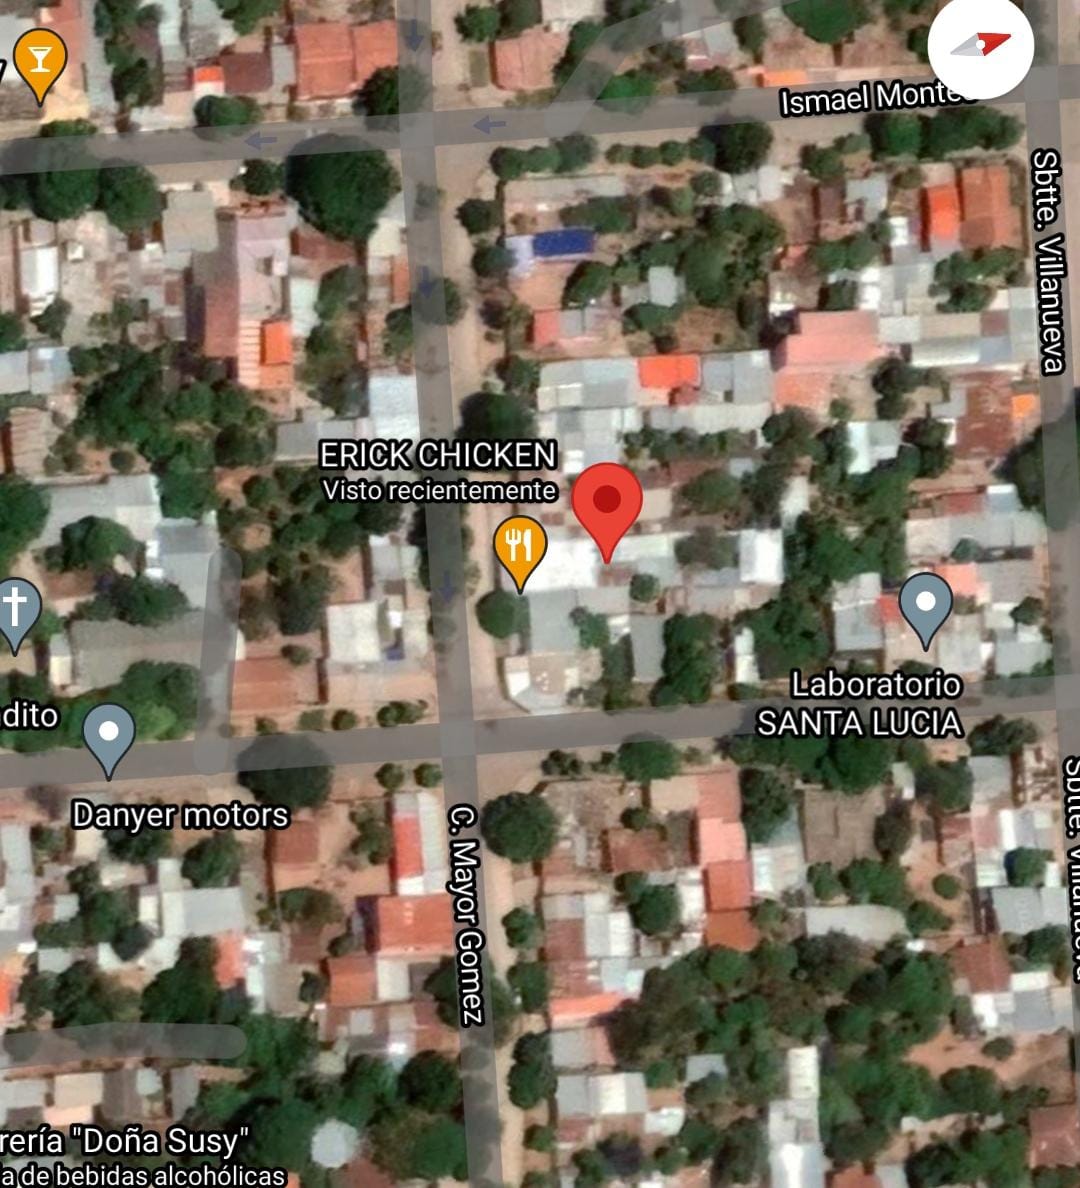 Ismael Montes
Sbtte. Villanueva
ERICK CHICKEN
Visto recientemente
Laboratorio
SANTA LUCIA
dito
Danyer motors
C. Mayor Gomez
Sbtte. Villanueva
rería "Doña Susy"
a de bebidas alcohólicas